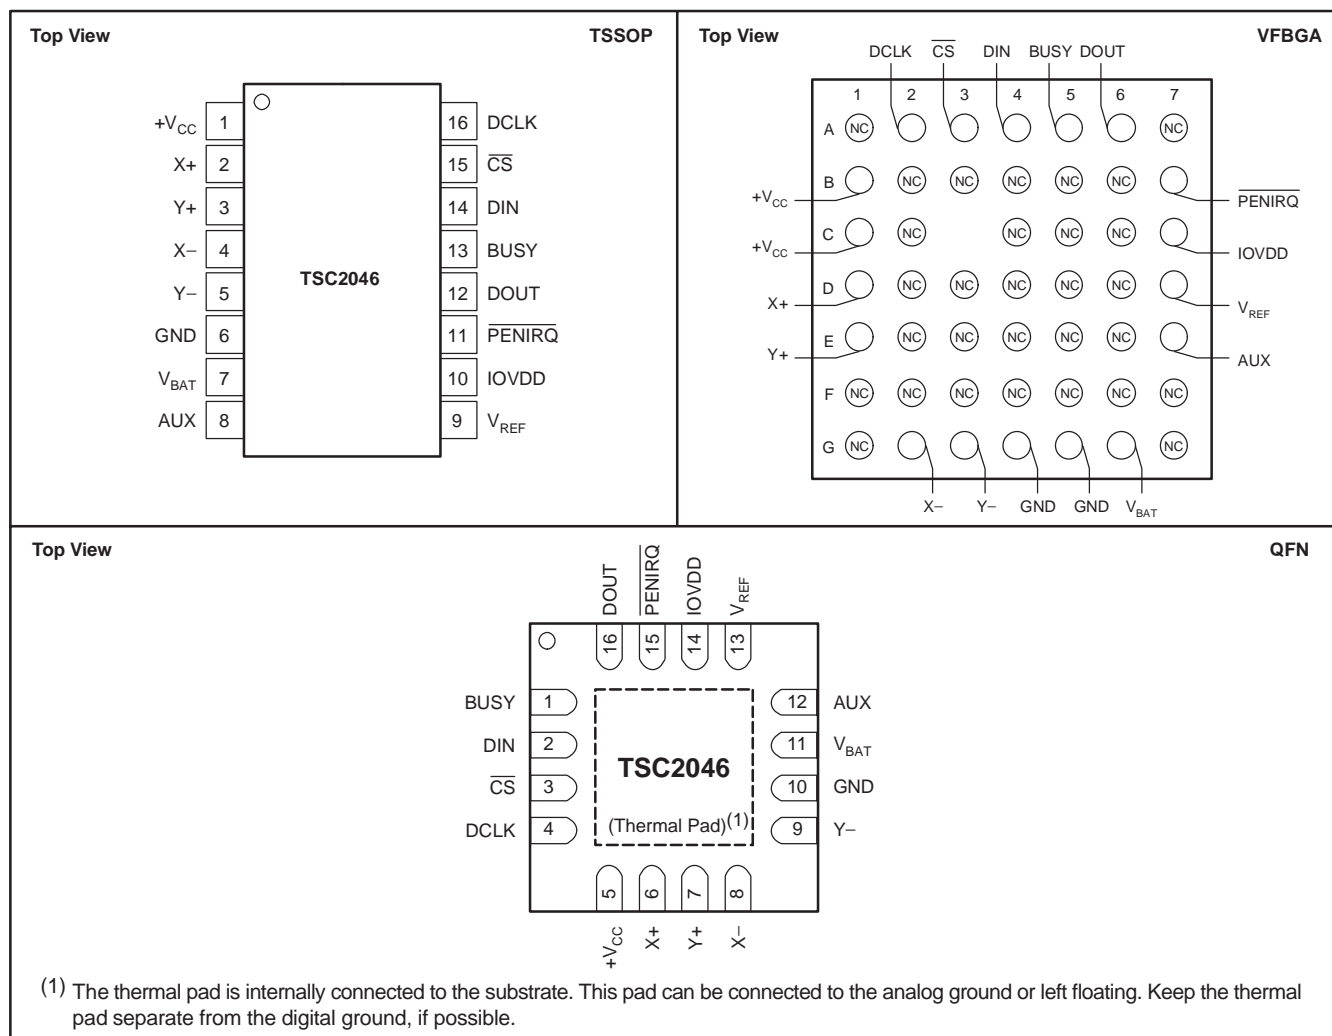 Top View TSSOP
+VCC 1 16 DCLK
X+ 2 15 CS
Y+ 3 14 DIN
X− 4 13 BUSY
TSC2046
Y− 5 12 DOUT
GND 6 11 PENIRQ
VBAT 7 10 IOVDD
AUX 8 9 VREF
Top View VFBGA
DCLK CS DIN BUSY DOUT
1 2 3 4 5 6 7
A NC NC
B NC NC NC NC NC
+VCC PENIRQ
C NC NC NC NC
+VCC IOVDD
D NC NC NC NC NC
X+ VREF
E NC NC NC NC NC
Y+ AUX
F NC NC NC NC NC NC NC
G NC NC
X− Y− GND GND VBAT
Top View QFN
DOUT PENIRQ IOVDD VREF
16 15 14 13
BUSY 1 12 AUX
DIN 2 11 VBAT
TSC2046
CS 3 10 GND
DCLK 4 (Thermal Pad)(1) 9 Y−
5 6 7 8
+VCC X+ Y+ X−
(1) The thermal pad is internally connected to the substrate. This pad can be connected to the analog ground or left floating. Keep the thermal
pad separate from the digital ground, if possible.